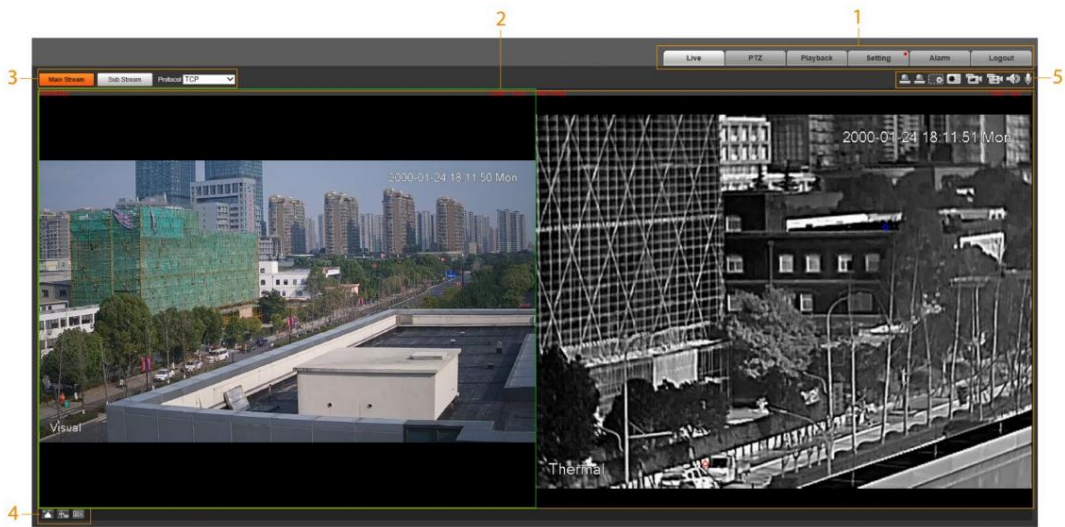 2
1
Live PTZ Playback Setting Alarm Logout
3
Main Stream Sub Stream Protocol TCP
5
2000-01-24 18:11:50 Mon
2000-01-24 18:11:51 Mon
Visual
Thermal
4